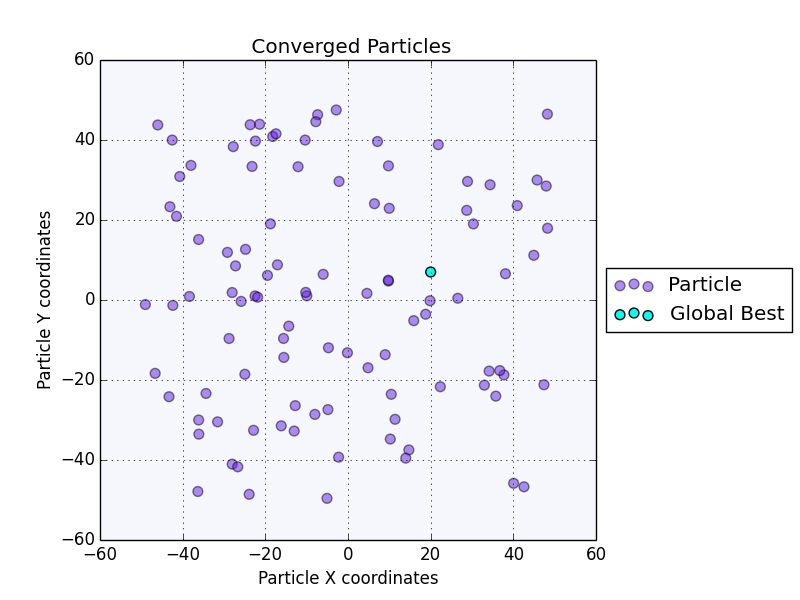 Converged Particles
60
40
20
0
−20
−40
−60
−60 −40 −20 0 20 40 60
Particle Y coordinates
Particle X coordinates
Particle
Global Best